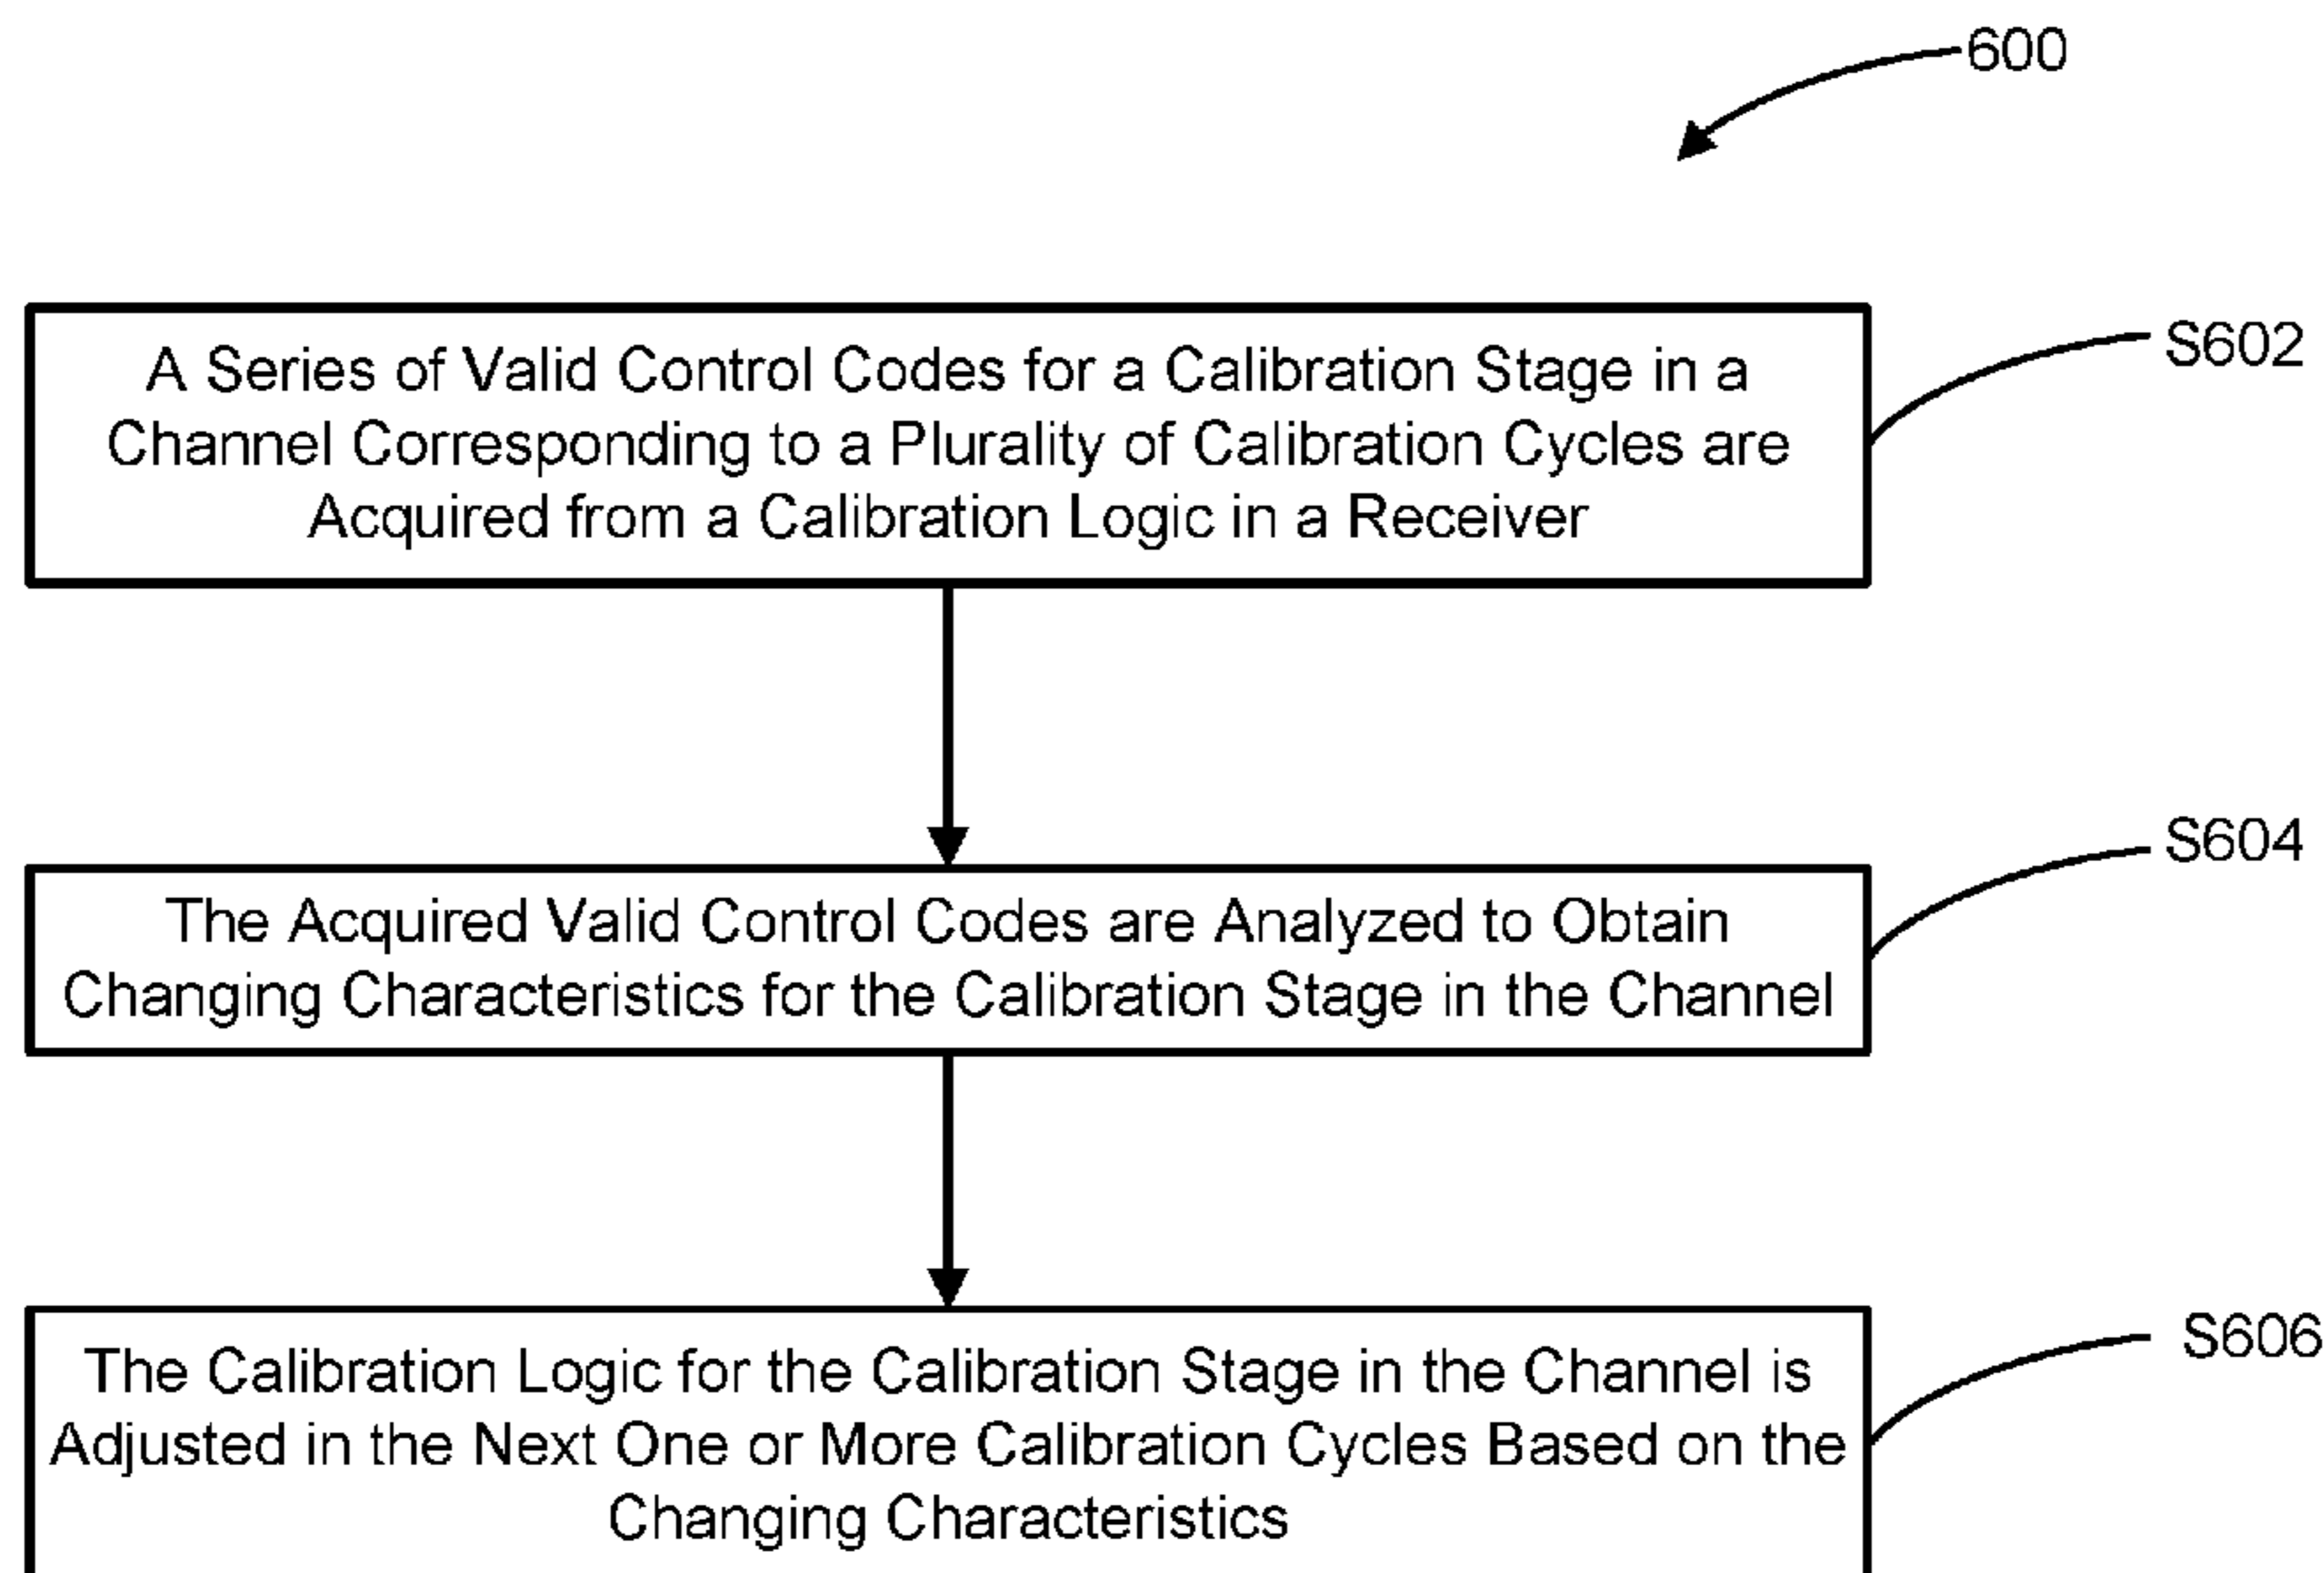 600
A Series of Valid Control Codes for a Calibration Stage in a
Channel Corresponding to a Plurality of Calibration Cycles are
Acquired from a Calibration Logic in a Receiver
S602
The Acquired Valid Control Codes are Analyzed to Obtain
Changing Characteristics for the Calibration Stage in the Channel
S604
The Calibration Logic for the Calibration Stage in the Channel is
Adjusted in the Next One or More Calibration Cycles Based on the
Changing Characteristics
S606